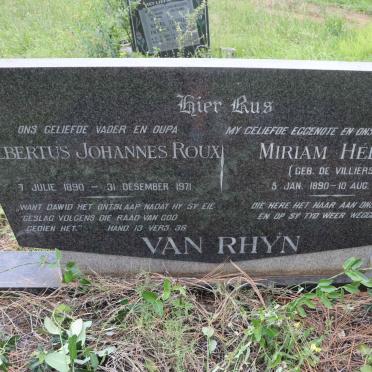 Hier Rus
ONS GELIEFDE VADER EN OUPA
LBERTUS JOHANNES ROUX
7 JULIE 1890 — 31 DESEMBER 1971
"WANT DAWID HET ONTSLAAP NADAT HY SY EIE
GESLAG VOLGENS DIE RAAD VAN GOD
GEDIEN HET." HAND 13 VERS 36
MY GELIEFDE EGGENOTE EN ONS
MIRIAM HEL
(GEB. DE VILLIERS
5 JAN. 1890 - 10 AUG.
DIE HERE HET HAAR AAN ONS
EN OP SY TYD WEER WEGG
VAN RHŸN